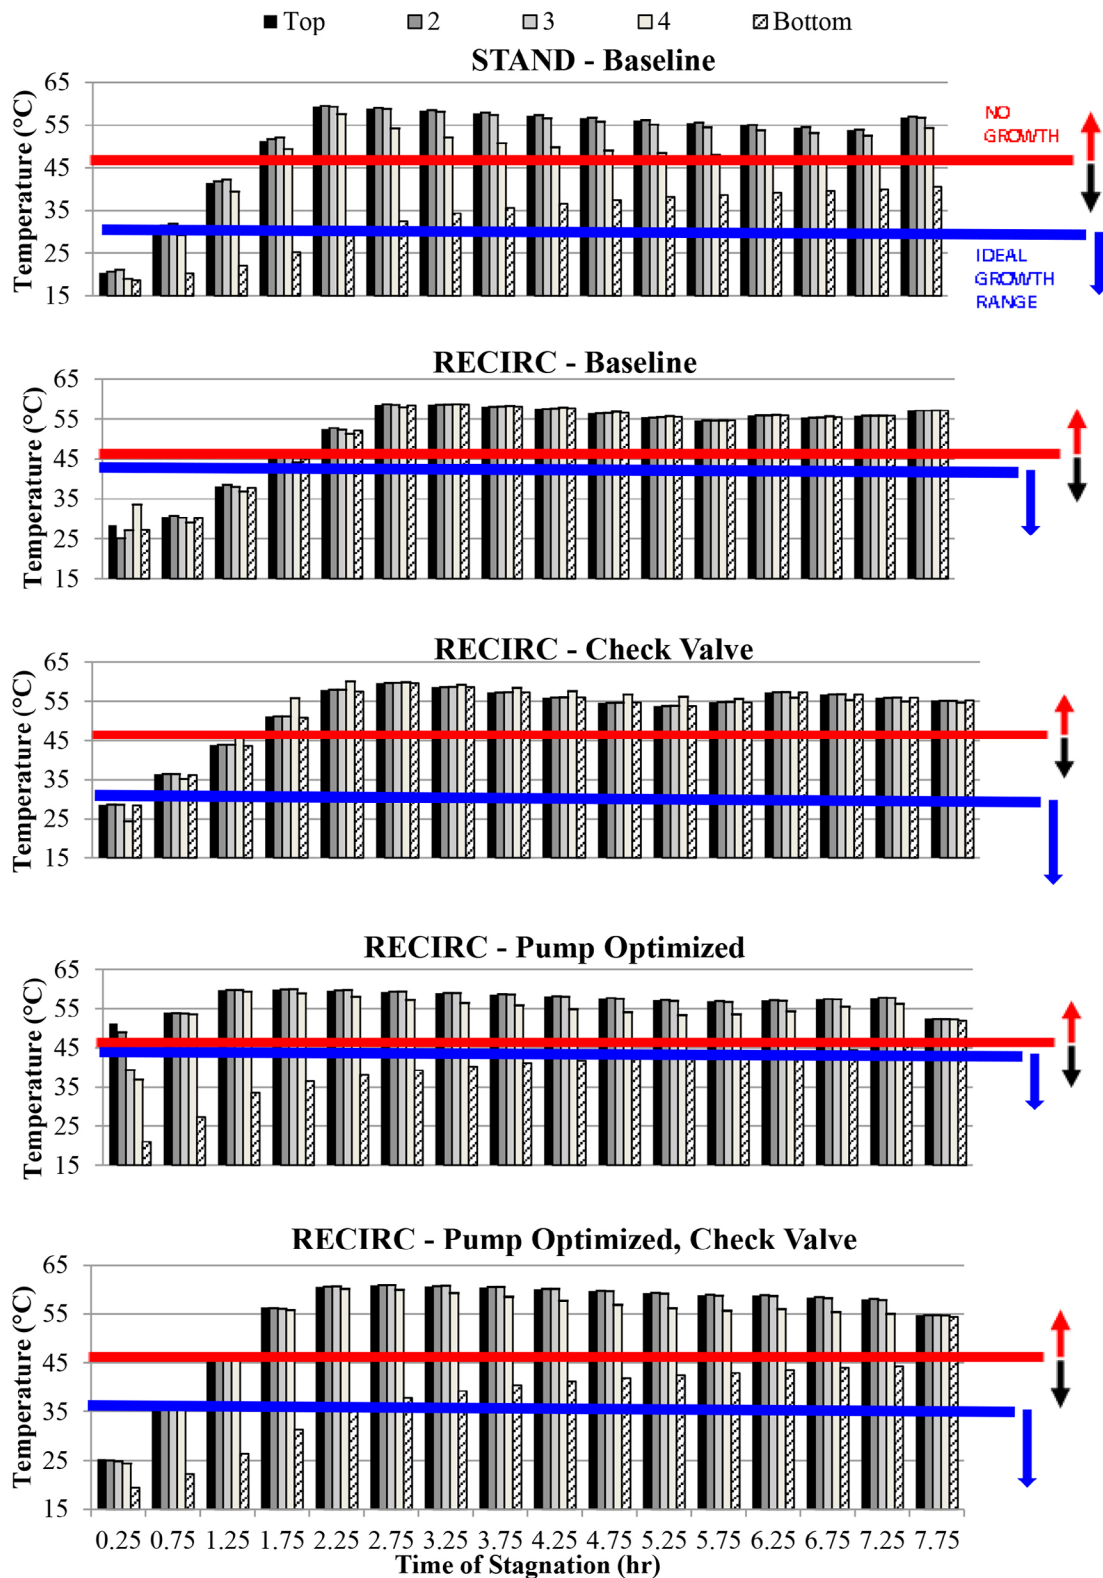 Top 2 3 4 Bottom
STAND - Baseline
Temperature (°C)
65
55
45
35
25
15
NO
GROWTH
IDEAL
GROWTH
RANGE
RECIRC - Baseline
Temperature (°C)
65
55
45
35
25
15
RECIRC - Check Valve
Temperature (°C)
65
55
45
35
25
15
RECIRC - Pump Optimized
Temperature (°C)
65
55
45
35
25
15
RECIRC - Pump Optimized, Check Valve
Temperature (°C)
65
55
45
35
25
15
0.25 0.75 1.25 1.75 2.25 2.75 3.25 3.75 4.25 4.75 5.25 5.75 6.25 6.75 7.25 7.75
Time of Stagnation (hr)